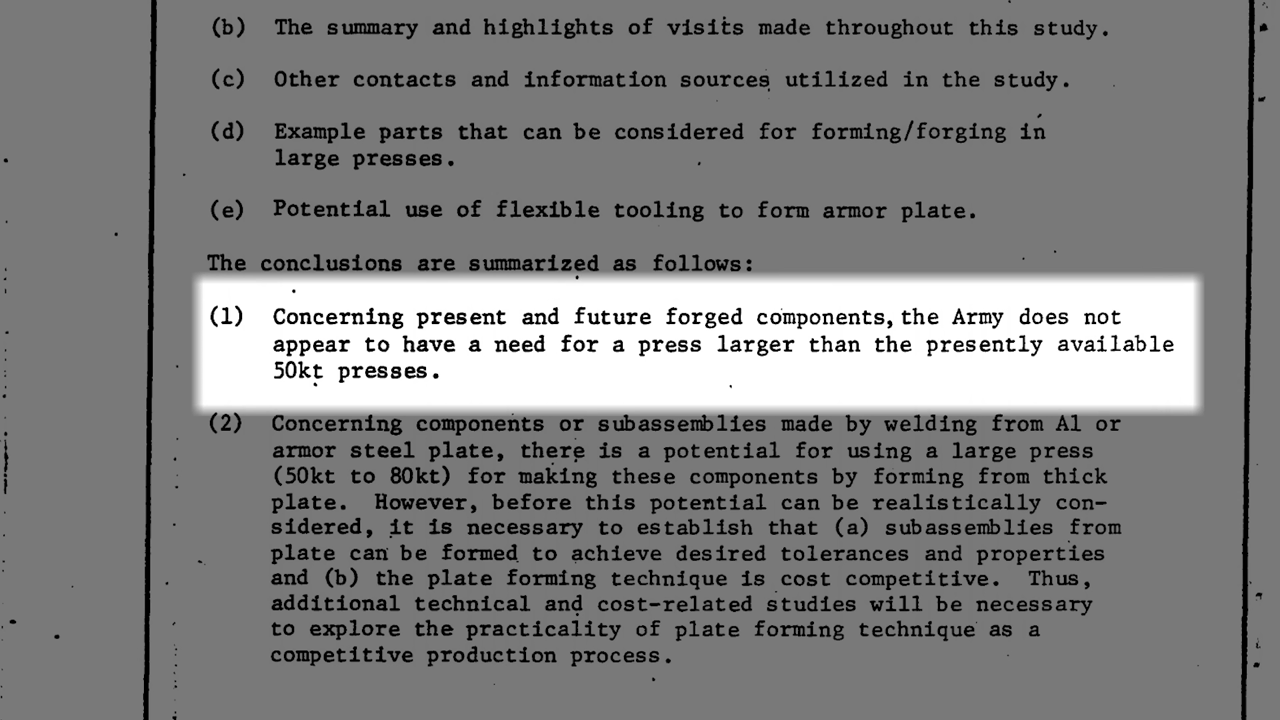 (b) The summary and highlights of visits made throughout this study.
(c) Other contacts and information sources utilized in the study.
(d) Example parts that can be considered for forming/forging in
large presses.
(e) Potential use of flexible tooling to form armor plate.
The conclusions are summarized as follows:
(1) Concerning present and future forged components, the Army does not
appear to have a need for a press larger than the presently available
50kt presses.
(2) Concerning components or subassemblies made by welding from Al or
armor steel plate, there is a potential for using a large press
(50kt to 80kt) for making these components by forming from thick
plate. However, before this potential can be realistically con-
sidered, it is necessary to establish that (a) subassemblies from
plate can be formed to achieve desired tolerances and properties
and (b) the plate forming technique is cost competitive. Thus,
additional technical and cost-related studies will be necessary
to explore the practicality of plate forming technique as a
competitive production process.